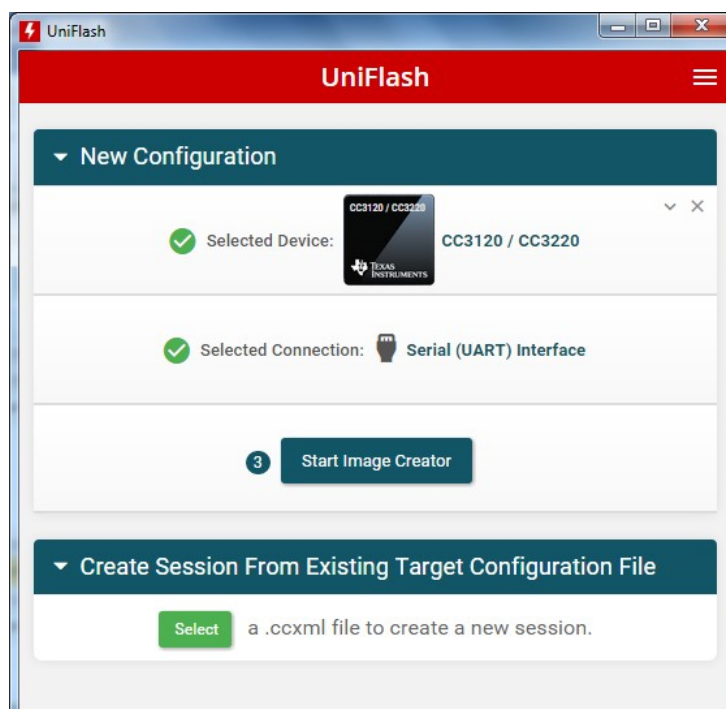 UniFlash
UniFlash
New Configuration
Selected Device:
CC3120 / CC3220
TEXAS
INSTRUMENTS
CC3120 / CC3220
Selected Connection: Serial (UART) Interface
3 Start Image Creator
Create Session From Existing Target Configuration File
Select a .ccxml file to create a new session.